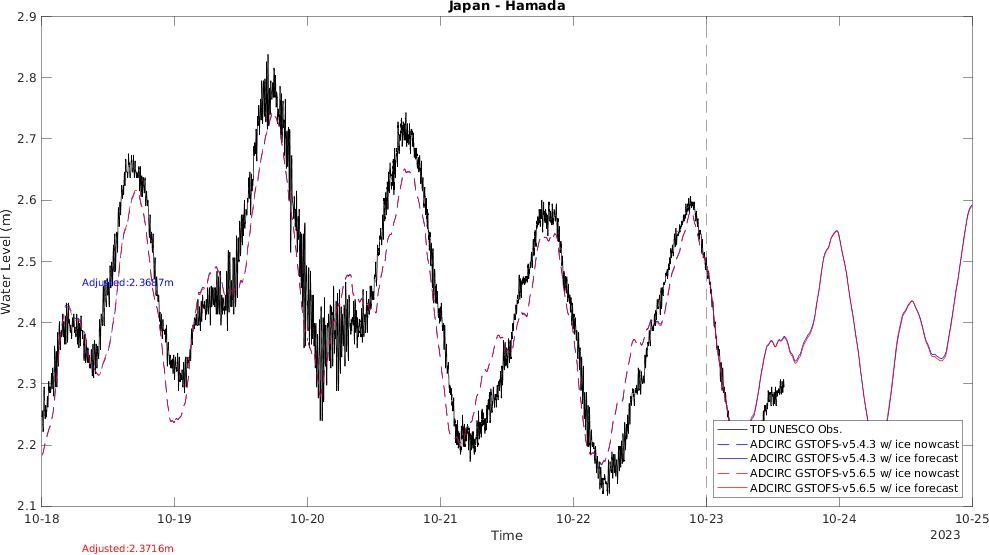 Japan - Hamada
2.9
2.8
2.7
2.6
2.5
2.4
2.3
2.2
2.1
Water Level (m)
Adjusted:2.3687m
TD UNESCO Obs.
ADCIRC GSTOFS-v5.4.3 w/ ice nowcast
ADCIRC GSTOFS-v5.4.3 w/ ice forecast
ADCIRC GSTOFS-v5.6.5 w/ ice nowcast
ADCIRC GSTOFS-v5.6.5 w/ ice forecast
10-18 10-19 10-20 10-21 10-22 10-23 10-24 10-25
Time
2023
Adjusted:2.3716m